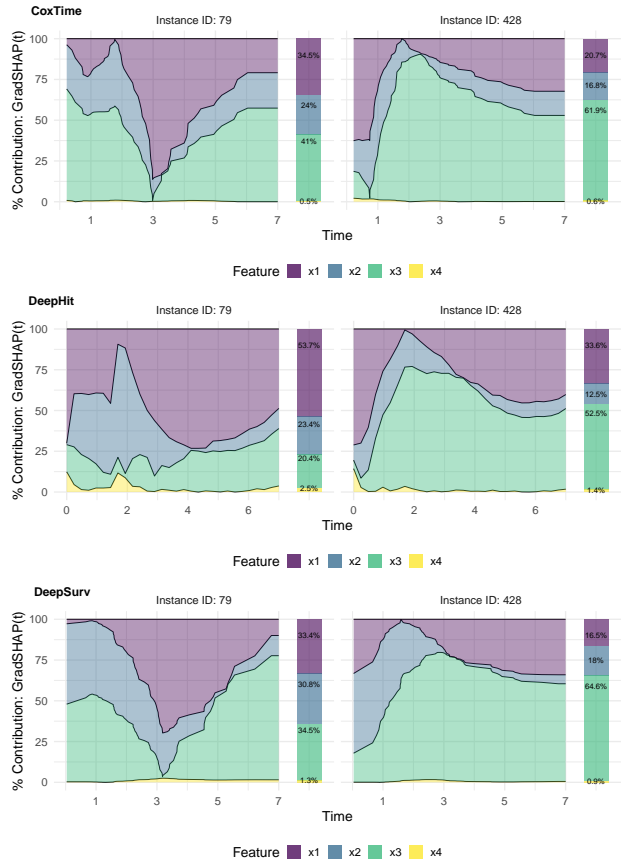 CoxTime
Instance ID: 79
Instance ID: 428
% Contribution: GradSHAP(t)
100
75
50
25
0
34.5%
24%
41%
0.5%
20.7%
16.8%
61.9%
0.6%
1 3 5 7
1 3 5 7
Time
Feature x1 x2 x3 x4
DeepHit
Instance ID: 79
Instance ID: 428
% Contribution: GradSHAP(t)
100
75
50
25
0
53.7%
23.4%
20.4%
2.5%
33.6%
12.5%
52.5%
1.4%
0 2 4 6
0 2 4 6
Time
Feature x1 x2 x3 x4
DeepSurv
Instance ID: 79
Instance ID: 428
% Contribution: GradSHAP(t)
100
75
50
25
0
33.4%
30.8%
34.5%
1.3%
16.5%
18%
64.6%
0.9%
1 3 5 7
1 3 5 7
Time
Feature x1 x2 x3 x4